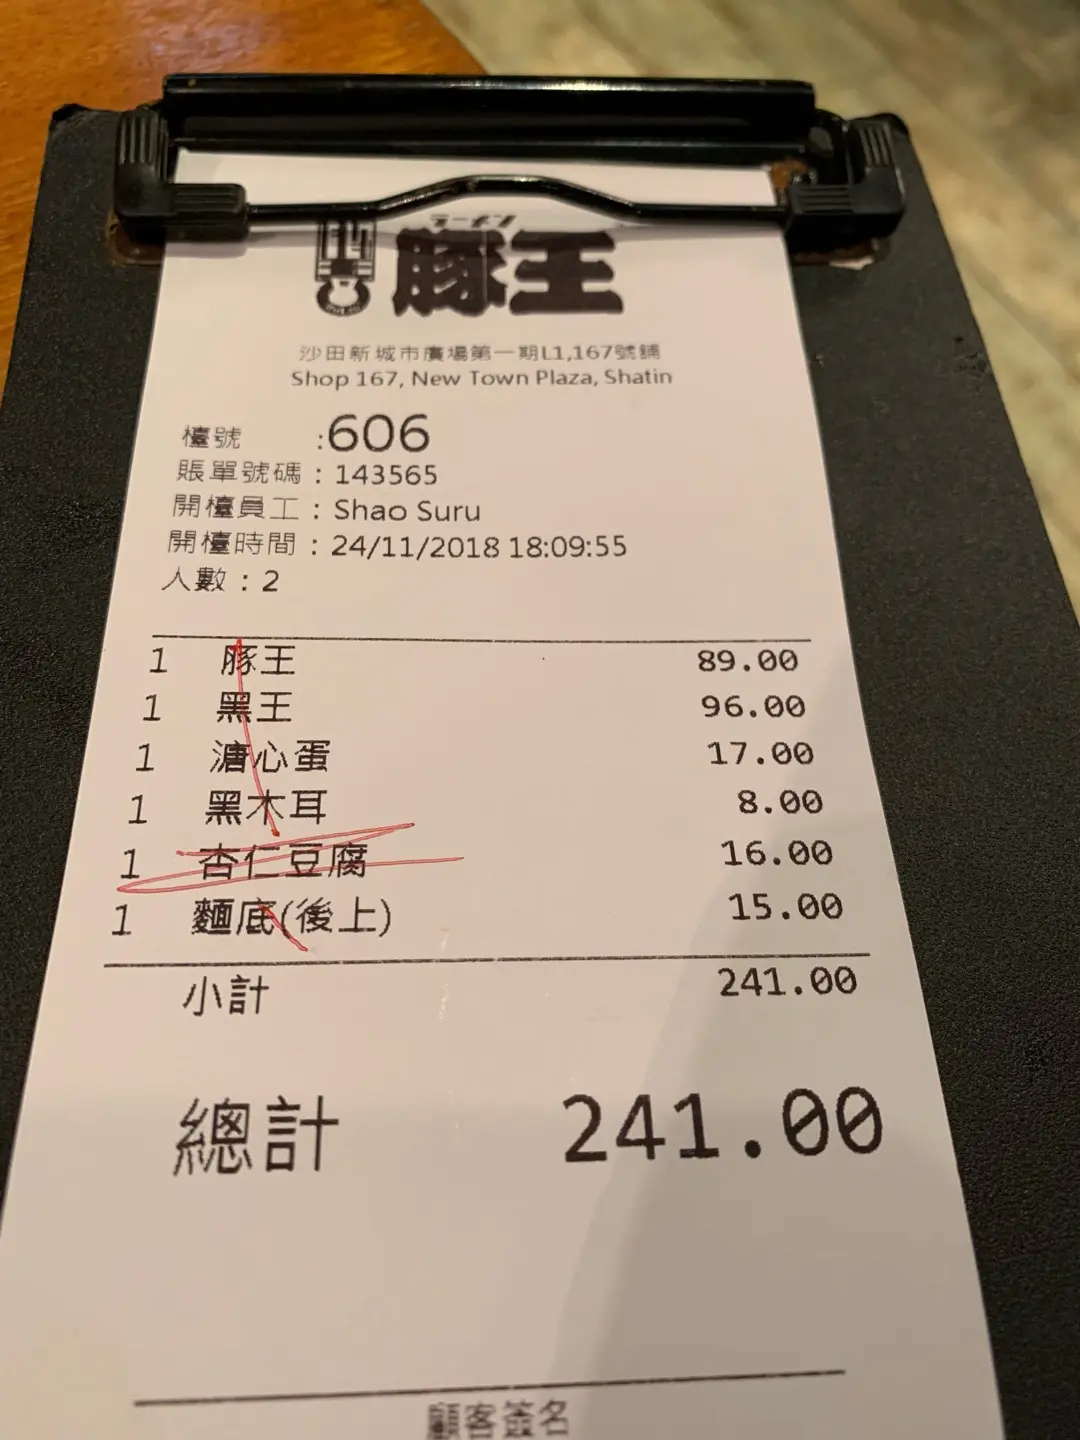 豚王
沙田新城市廣場第一期L1,167號舖
Shop 167, New Town Plaza, Shatin
檯號 :606
賬單號碼 : 143565
開檯員工 : Shao Suru
開檯時間 : 24/11/2018 18:09:55
人數 : 2
1 豚王 89.00
1 黑王 96.00
1 溏心蛋 17.00
1 黑木耳 8.00
1 杏仁豆腐 16.00
1 麵底(後上) 15.00
小計 241.00
總計 241.00
顧客簽名